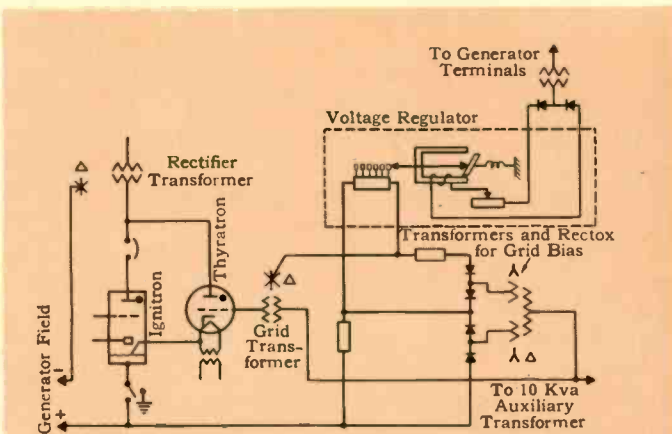 To Generator
Terminals
Voltage Regulator
Rectifier
Transformer
Thyratron
Transformers and Rectox
for Grid Bias
Ignitron
Grid
Trans-
former
Generator Field
-
+
To 10 Kva
Auxiliary
Transformer